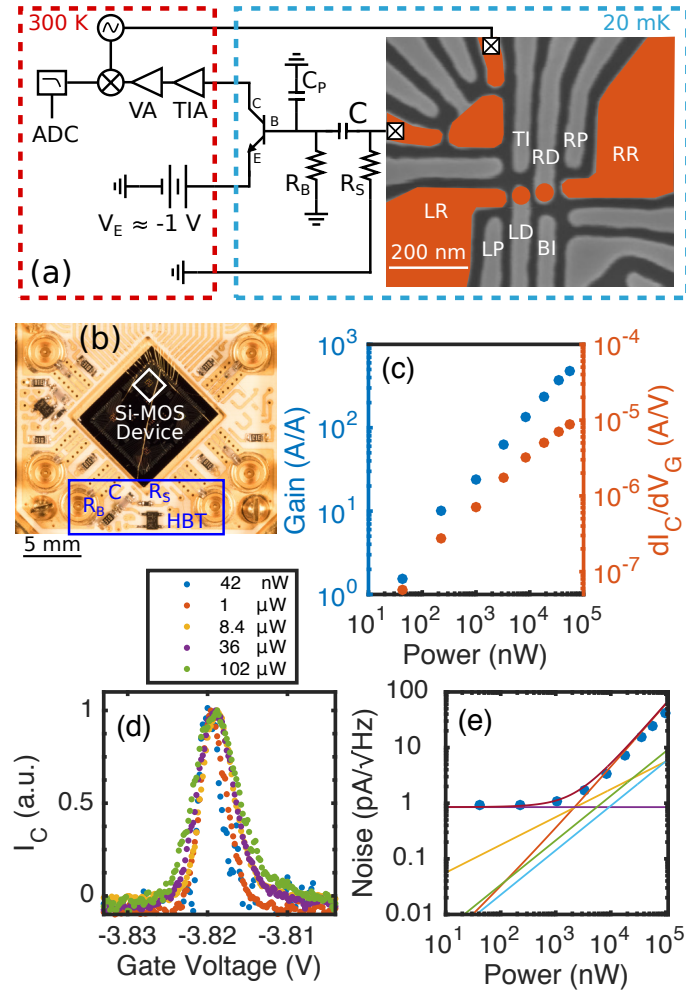 300 K
20 mK
ADC
VA
TIA
C
B
E
C_P
C
R_B
R_S
V_E ≈ -1 V
(a)
TI
RD
RP
RR
LR
LP
LD
BI
200 nm
(b)
Si-MOS
Device
R_B
C
R_S
HBT
5 mm
(c)
Gain (A/A)
10^3
10^2
10^1
10^0
dI_C/dV_G (A/V)
10^-4
10^-5
10^-6
10^-7
10^1
10^2
10^3
10^4
10^5
Power (nW)
42 nW
1 µW
8.4 µW
36 µW
102 µW
(d)
I_C (a.u.)
1
0.5
0
-3.83
-3.82
-3.81
Gate Voltage (V)
(e)
Noise (pA/√Hz)
100
10
1
0.1
0.01
10^1
10^2
10^3
10^4
10^5
Power (nW)